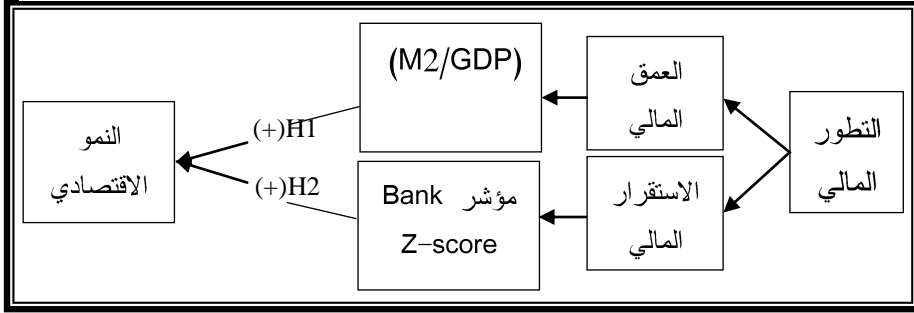 التطور
المالي
العمق
المالي
(M2/GDP)
(+)H1
الاستقرار
المالي
مؤشر Bank
Z-score
(+)H2
النمو
الاقتصادي